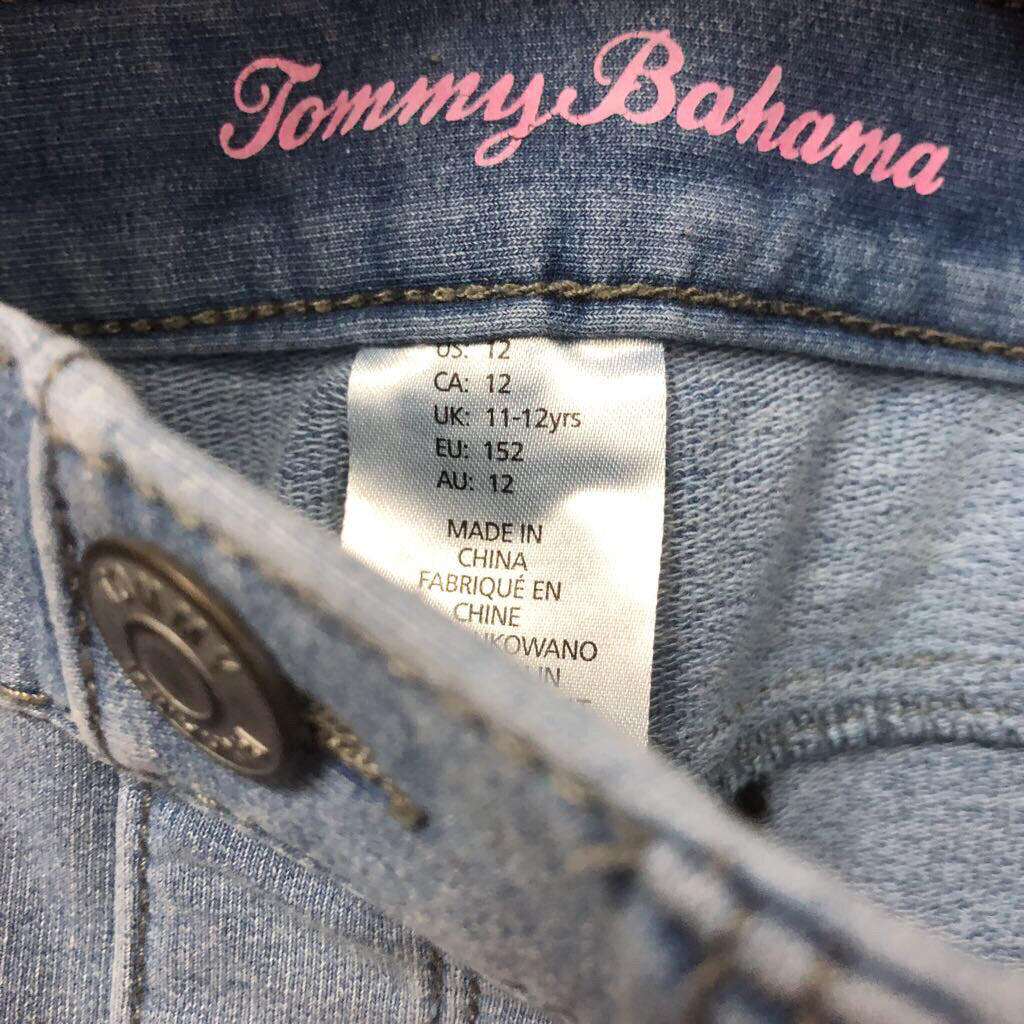 Tommy Bahama
US: 12
CA: 12
UK: 11-12yrs
EU: 152
AU: 12
MADE IN
CHINA
FABRIQUÉ EN
CHINE